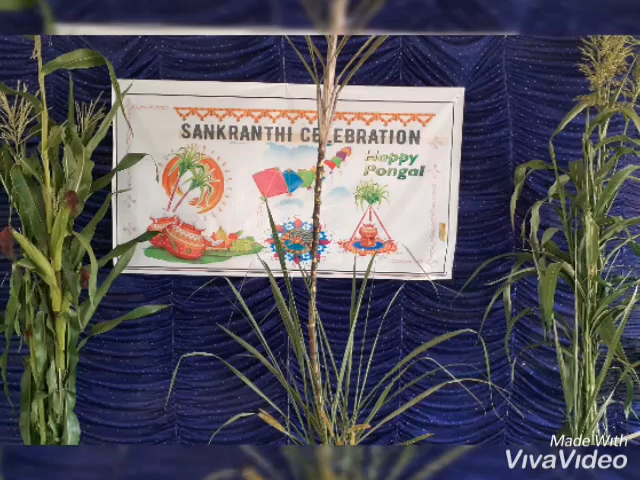 SANKRANTHI CELEBRATION
Happy
Pongal
Made With
VivaVideo